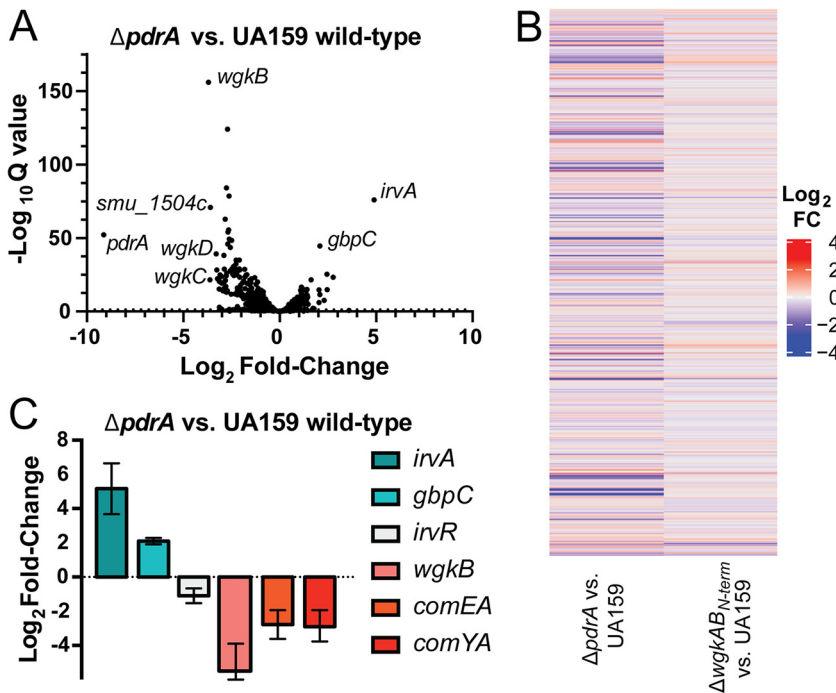 A
ΔpdrA vs. UA159 wild-type
-Log10Q value
150
100
50
0
wgkB
smu_1504c
irvA
pdrA
wgkD
gbpC
wgkC
-10
-5
0
5
10
Log2 Fold-Change
B
Log2
FC
4
2
0
−2
−4
ΔpdrA vs.
UA159
ΔwgkABN-term
vs. UA159
C
ΔpdrA vs. UA159 wild-type
Log2Fold-Change
8
6
4
2
0
-2
-4
irvA
gbpC
irvR
wgkB
comEA
comYA